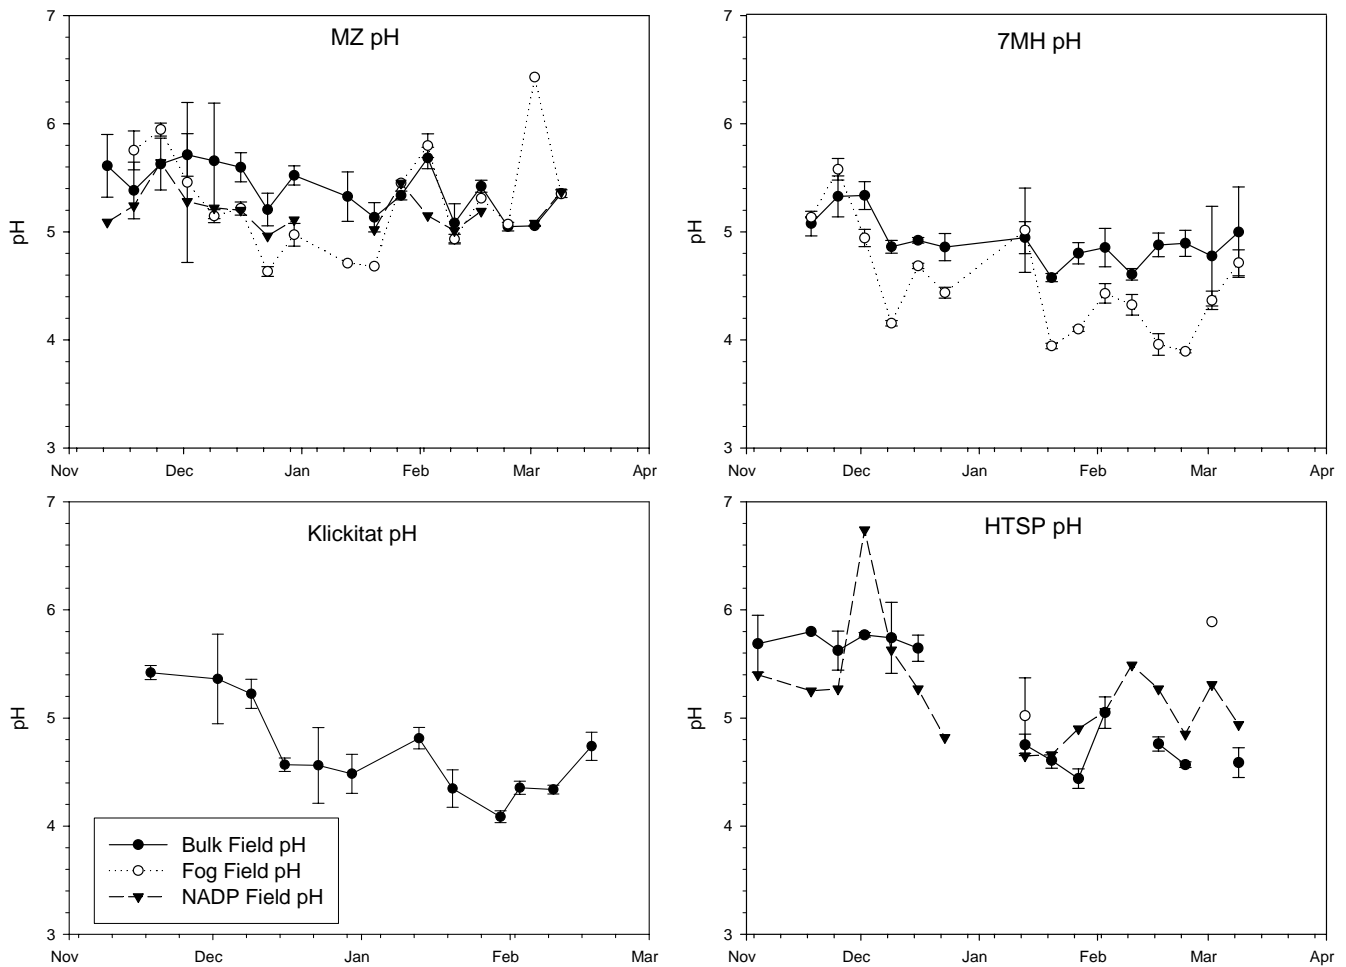 MZ pH
7
6
5
4
3
pH
Nov Dec Jan Feb Mar Apr
7MH pH
7
6
5
4
3
pH
Nov Dec Jan Feb Mar Apr
Klickitat pH
7
6
5
4
3
pH
Bulk Field pH
Fog Field pH
NADP Field pH
Nov Dec Jan Feb Mar
HTSP pH
7
6
5
4
3
pH
Nov Dec Jan Feb Mar Apr